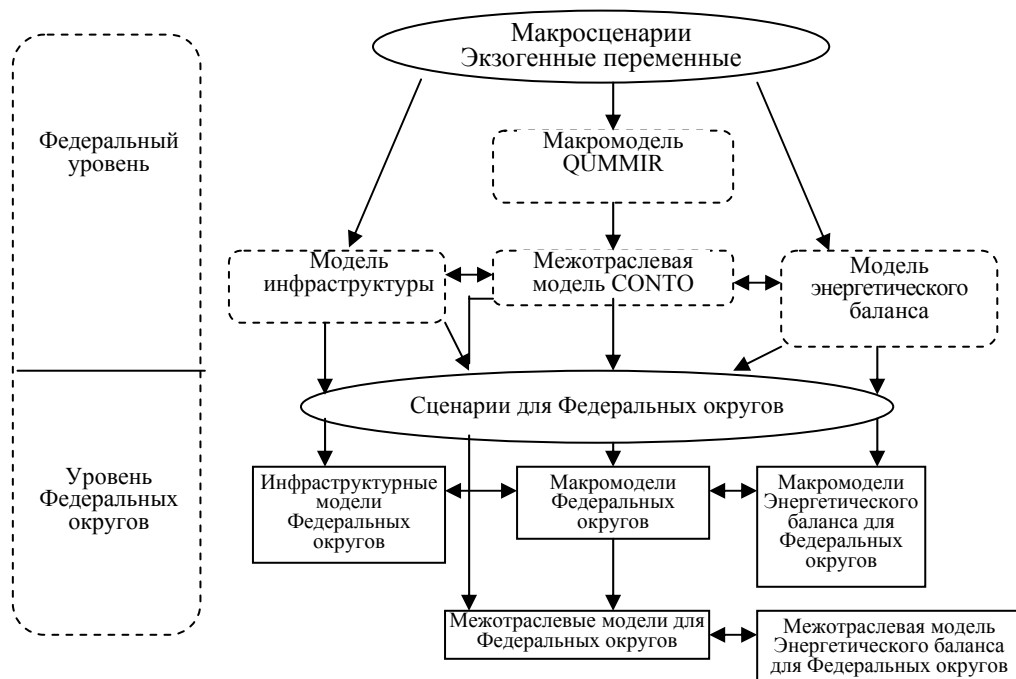 Макросценарии
Экзогенные переменные
Федеральный
уровень
Макромодель
QUMMIR
Модель
инфраструктуры
Межотраслевая
модель CONTO
Модель
энергетического
баланса
Сценарии для Федеральных округов
Уровень
Федеральных
округов
Инфраструктурные
модели
Федеральных
округов
Макромодели
Федеральных
округов
Макромодели
Энергетического
баланса для
Федеральных
округов
Межотраслевые модели для
Федеральных округов
Межотраслевая модель
Энергетического баланса
для Федеральных округов